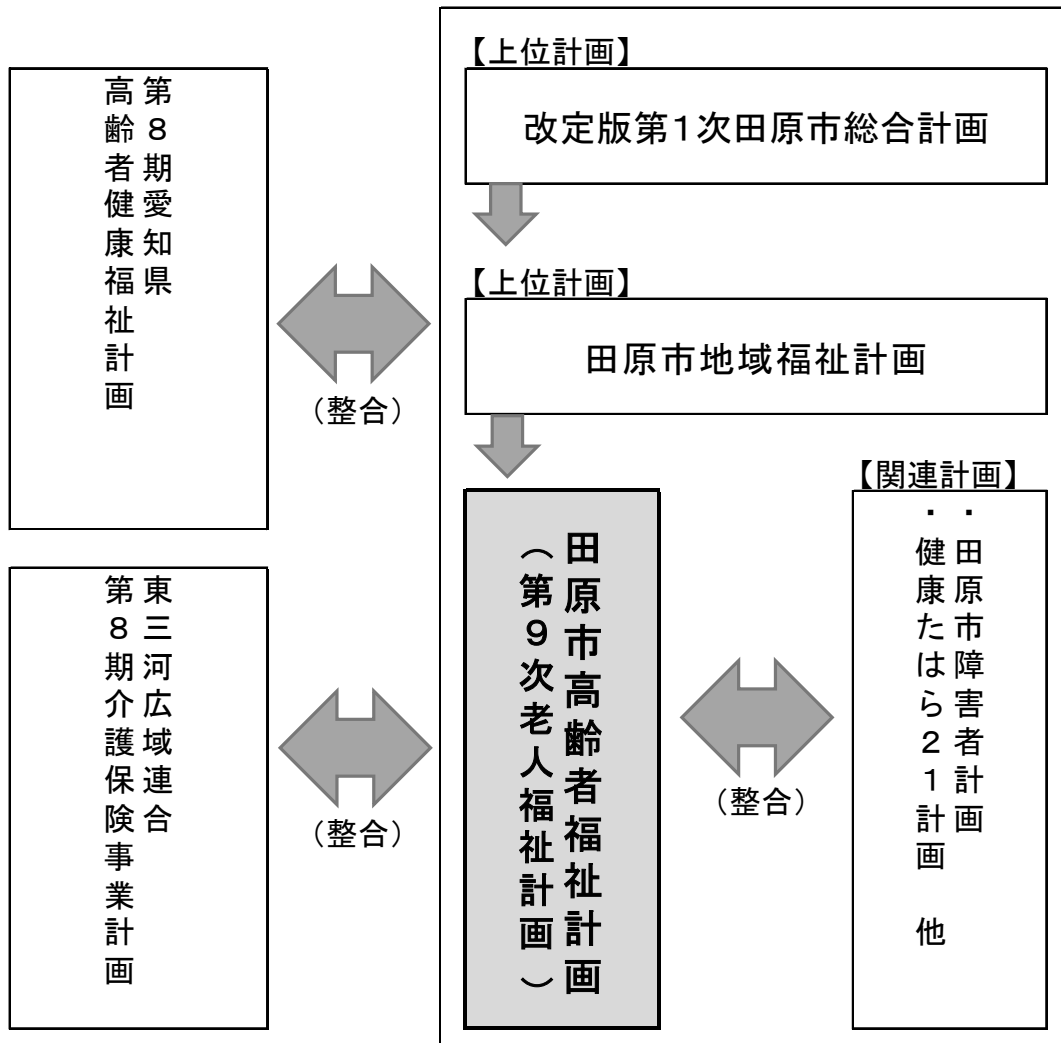 【上位計画】
改定版第1次田原市総合計画
第8期愛知県
高齢者健康福祉計画
（整合）
【上位計画】
田原市地域福祉計画
東三河広域連合
第8期介護保険事業計画
（整合）
田原市高齢者福祉計画
（第9次老人福祉計画）
（整合）
【関連計画】
・田原市障害者計画
・健康たはら21計画　他